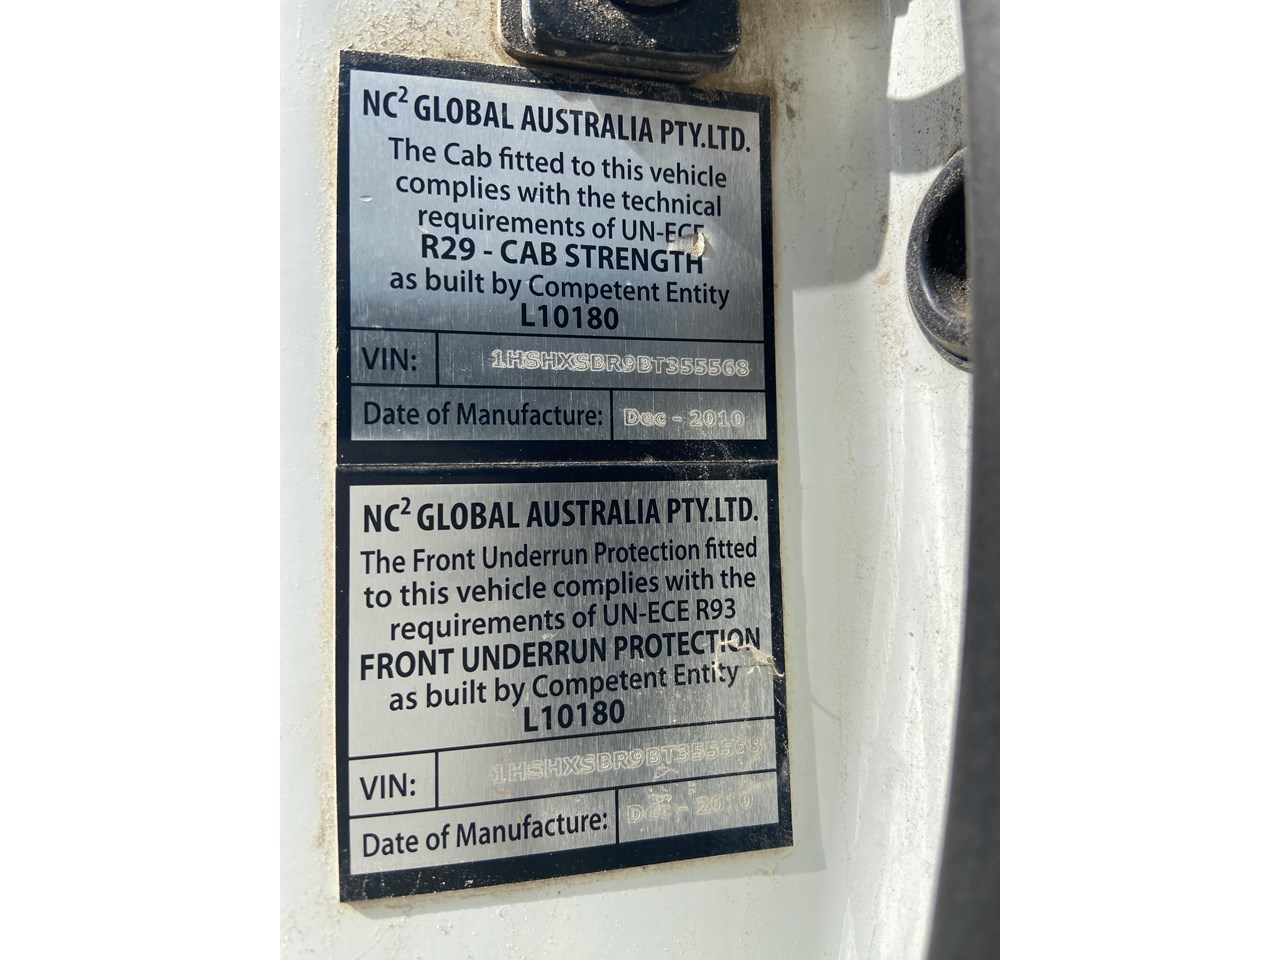 NC² GLOBAL AUSTRALIA PTY.LTD.
The Cab fitted to this vehicle
complies with the technical
requirements of UN-ECE
R29 - CAB STRENGTH
as built by Competent Entity
L10180
VIN: 1HSHXSBR9BT355568
Date of Manufacture: Dec - 2010
NC² GLOBAL AUSTRALIA PTY.LTD.
The Front Underrun Protection fitted
to this vehicle complies with the
requirements of UN-ECE R93
FRONT UNDERRUN PROTECTION
as built by Competent Entity
L10180
VIN: 1HSHXSBR9BT355568
Date of Manufacture: Dec - 2010